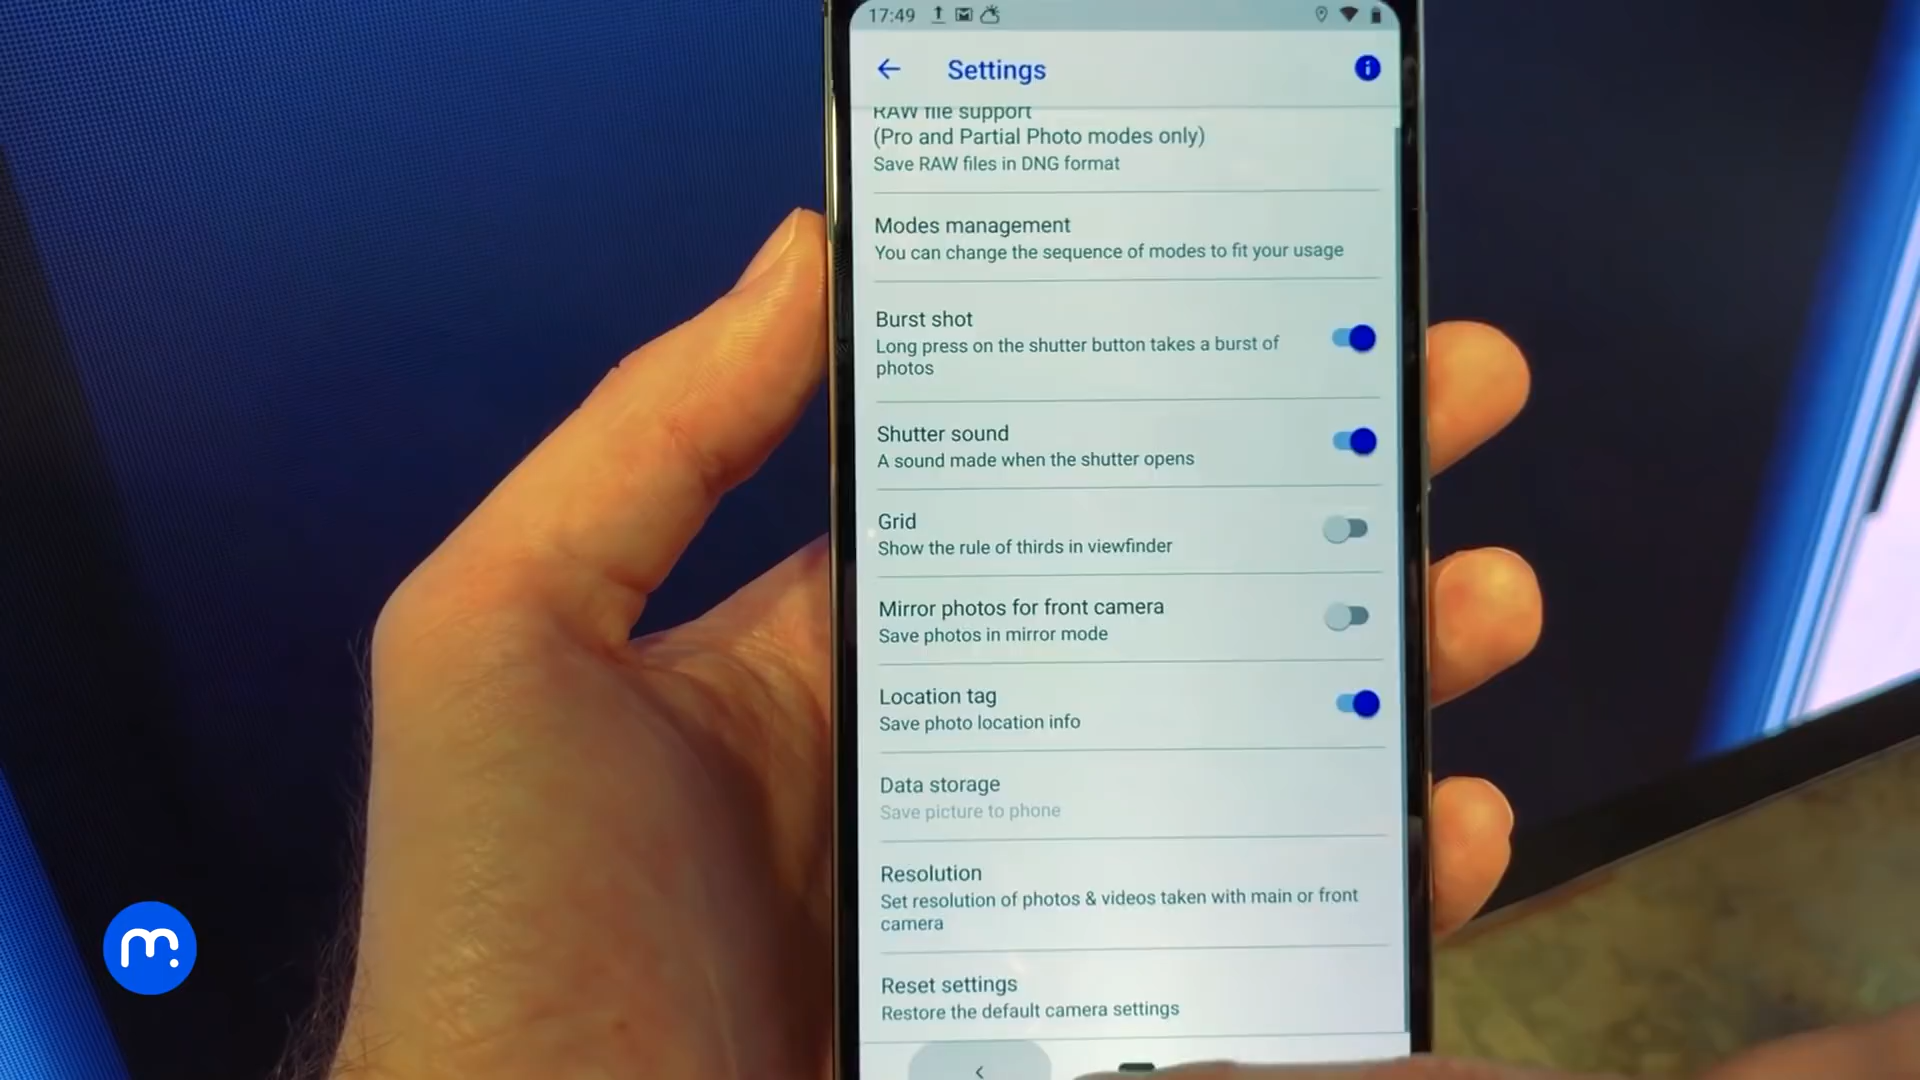 17:49
Settings
RAW file support
(Pro and Partial Photo modes only)
Save RAW files in DNG format
Modes management
You can change the sequence of modes to fit your usage
Burst shot
Long press on the shutter button takes a burst of
photos
Shutter sound
A sound made when the shutter opens
Grid
Show the rule of thirds in viewfinder
Mirror photos for front camera
Save photos in mirror mode
Location tag
Save photo location info
Data storage
Save picture to phone
Resolution
Set resolution of photos & videos taken with main or front
camera
Reset settings
Restore the default camera settings
m.